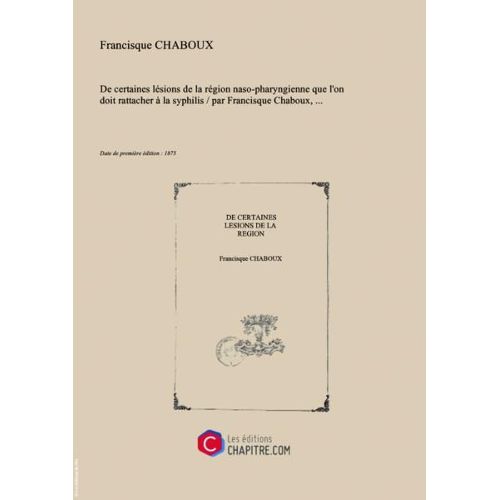 Francisque CHABOUX
De certaines lésions de la région naso-pharyngienne que l'on
doit rattacher à la syphilis / par Francisque Chaboux, ...
Date de première édition : 1875
DE CERTAINES
LESIONS DE LA
REGION
Francisque CHABOUX
C
Les éditions
CHAPITRE.COM